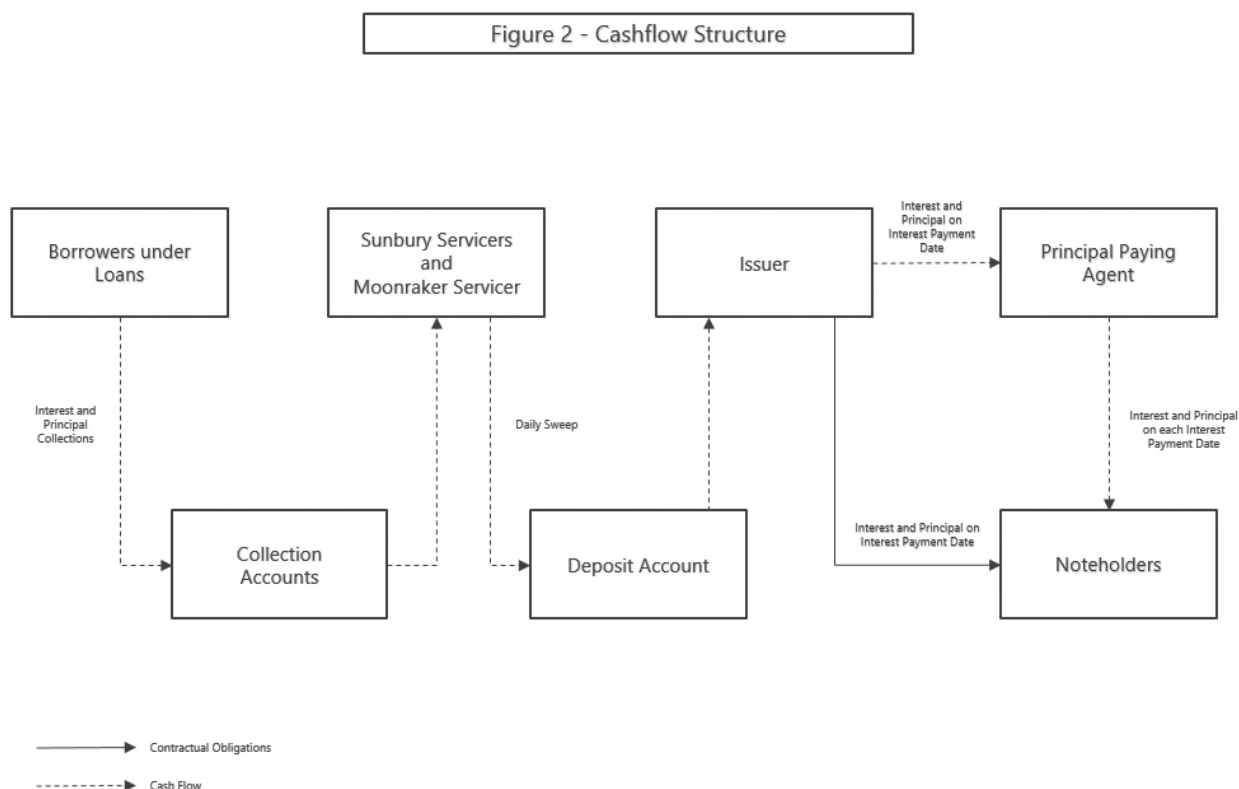 Figure 2 - Cashflow Structure
Borrowers under
Loans
Sunbury Servicers
and
Moonraker Servicer
Issuer
Interest and
Principal on
Interest Payment
Date
Principal Paying
Agent
Interest and
Principal
Collections
Daily Sweep
Interest and Principal
on each Interest
Payment Date
Collection
Accounts
Deposit Account
Interest and Principal on
Interest Payment Date
Noteholders
Contractual Obligations
Cash Flow